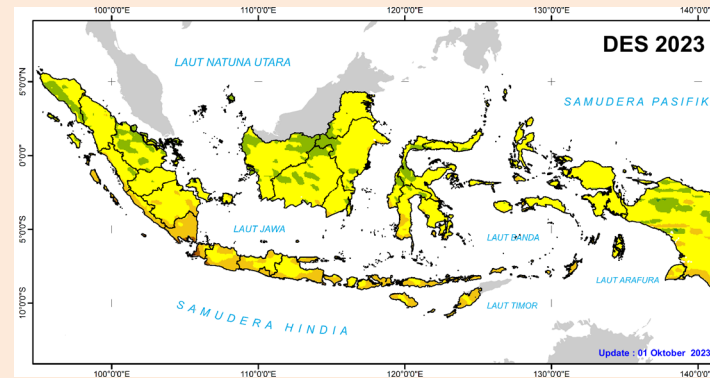 100°0'0"E 110°0'0"E 120°0'0"E 130°0'0"E 140°0'
DES 2023
LAUT NATUNA UTARA
5°0'0"N
SAMUDERA PASIFIK
0°0'0"
5°0'0"S
LAUT JAWA
LAUT BANDA
LAUT ARAFURA
10°0'0"S
SAMUDERA HINDIA
LAUT TIMOR
Update : 01 Oktober 2023
100°0'0"E 110°0'0"E 120°0'0"E 130°0'0"E 140°0'